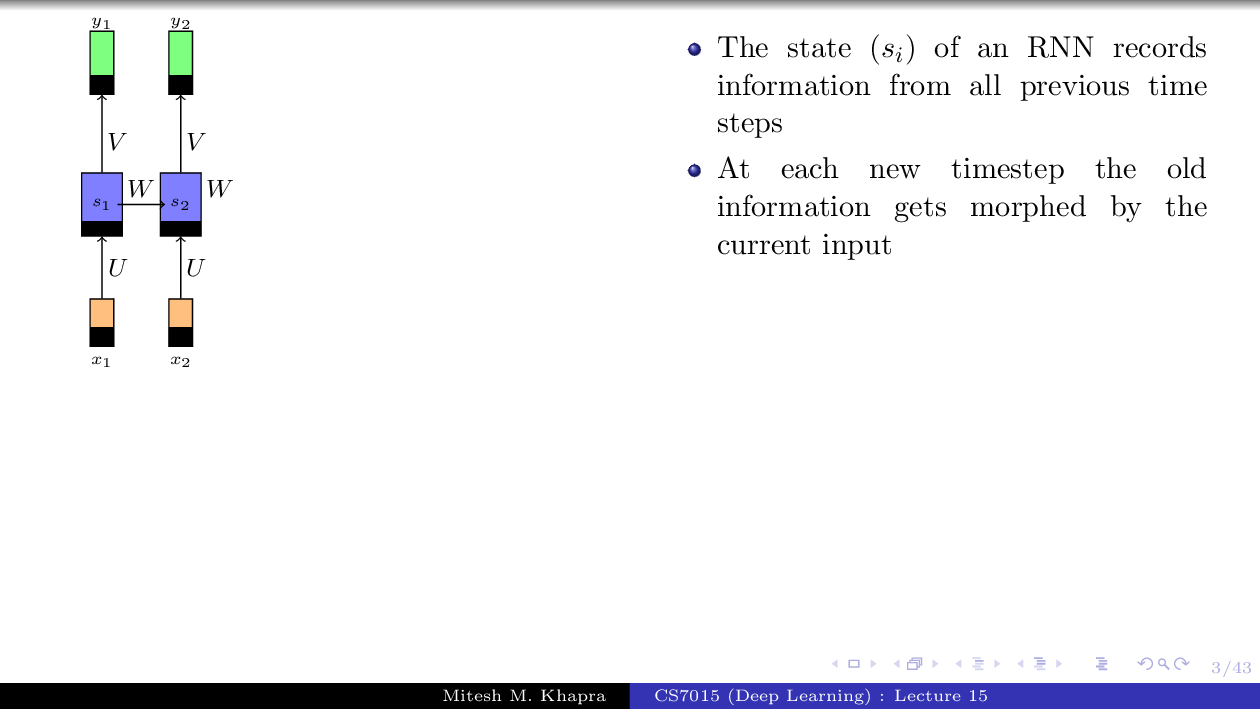 y₁ y₂
V V
W W
s₁ s₂
U U
x₁ x₂
The state (sᵢ) of an RNN records
information from all previous time
steps
At each new timestep the old
information gets morphed by the
current input
3/43
Mitesh M. Khapra CS7015 (Deep Learning) : Lecture 15